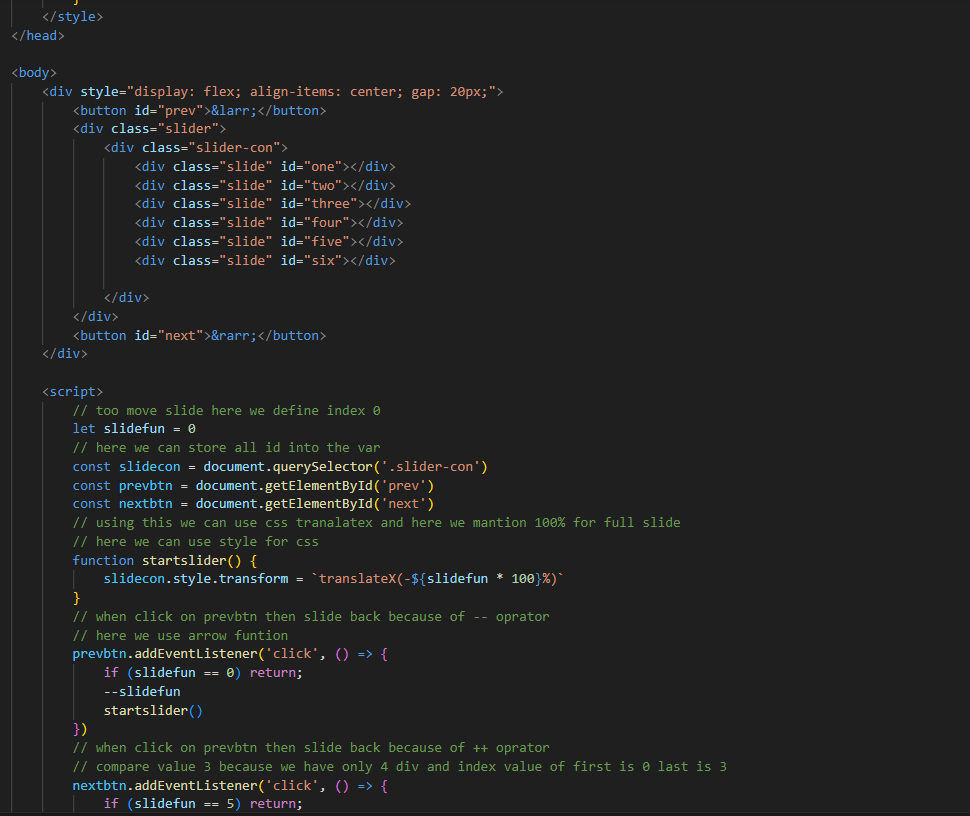 }
</style>
</head>
<body>
<div style="display: flex; align-items: center; gap: 20px;">
<button id="prev">&larr;</button>
<div class="slider">
<div class="slider-con">
<div class="slide" id="one"></div>
<div class="slide" id="two"></div>
<div class="slide" id="three"></div>
<div class="slide" id="four"></div>
<div class="slide" id="five"></div>
<div class="slide" id="six"></div>
</div>
</div>
<button id="next">&rarr;</button>
</div>
<script>
// too move slide here we define index 0
let slidefun = 0
// here we can store all id into the var
const slidecon = document.querySelector('.slider-con')
const prevbtn = document.getElementById('prev')
const nextbtn = document.getElementById('next')
// using this we can use css tranalatex and here we mantion 100% for full slide
// here we can use style for css
function startslider() {
slidecon.style.transform = `translateX(-${slidefun * 100}%)`
}
// when click on prevbtn then slide back because of -- oprator
// here we use arrow funtion
prevbtn.addEventListener('click', () => {
if (slidefun == 0) return;
--slidefun
startslider()
})
// when click on prevbtn then slide back because of ++ oprator
// compare value 3 because we have only 4 div and index value of first is 0 last is 3
nextbtn.addEventListener('click', () => {
if (slidefun == 5) return;